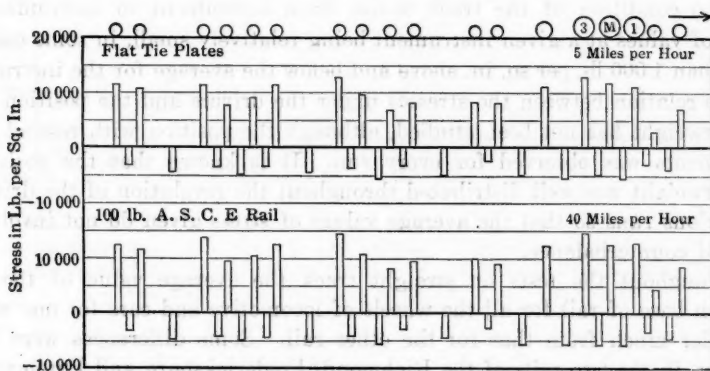 3 M 1
20 000
Flat Tie Plates
5 Miles per Hour
10 000
0
-10 000
100 lb. A. S. C. E Rail
40 Miles per Hour
10 000
0
-10 000
Stress in lb. per Sq. In.